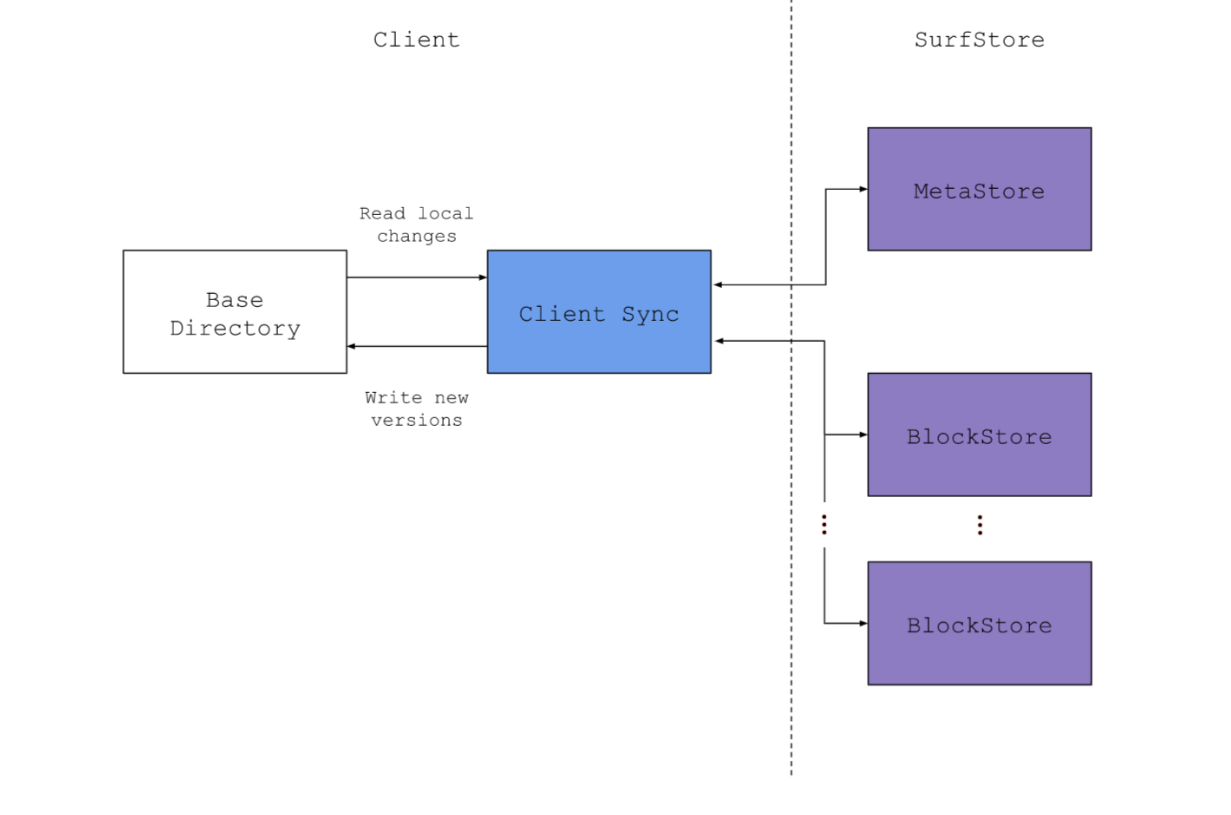 Client
SurfStore
MetaStore
Read local
changes
Base
Directory
Client Sync
Write new
versions
BlockStore
BlockStore